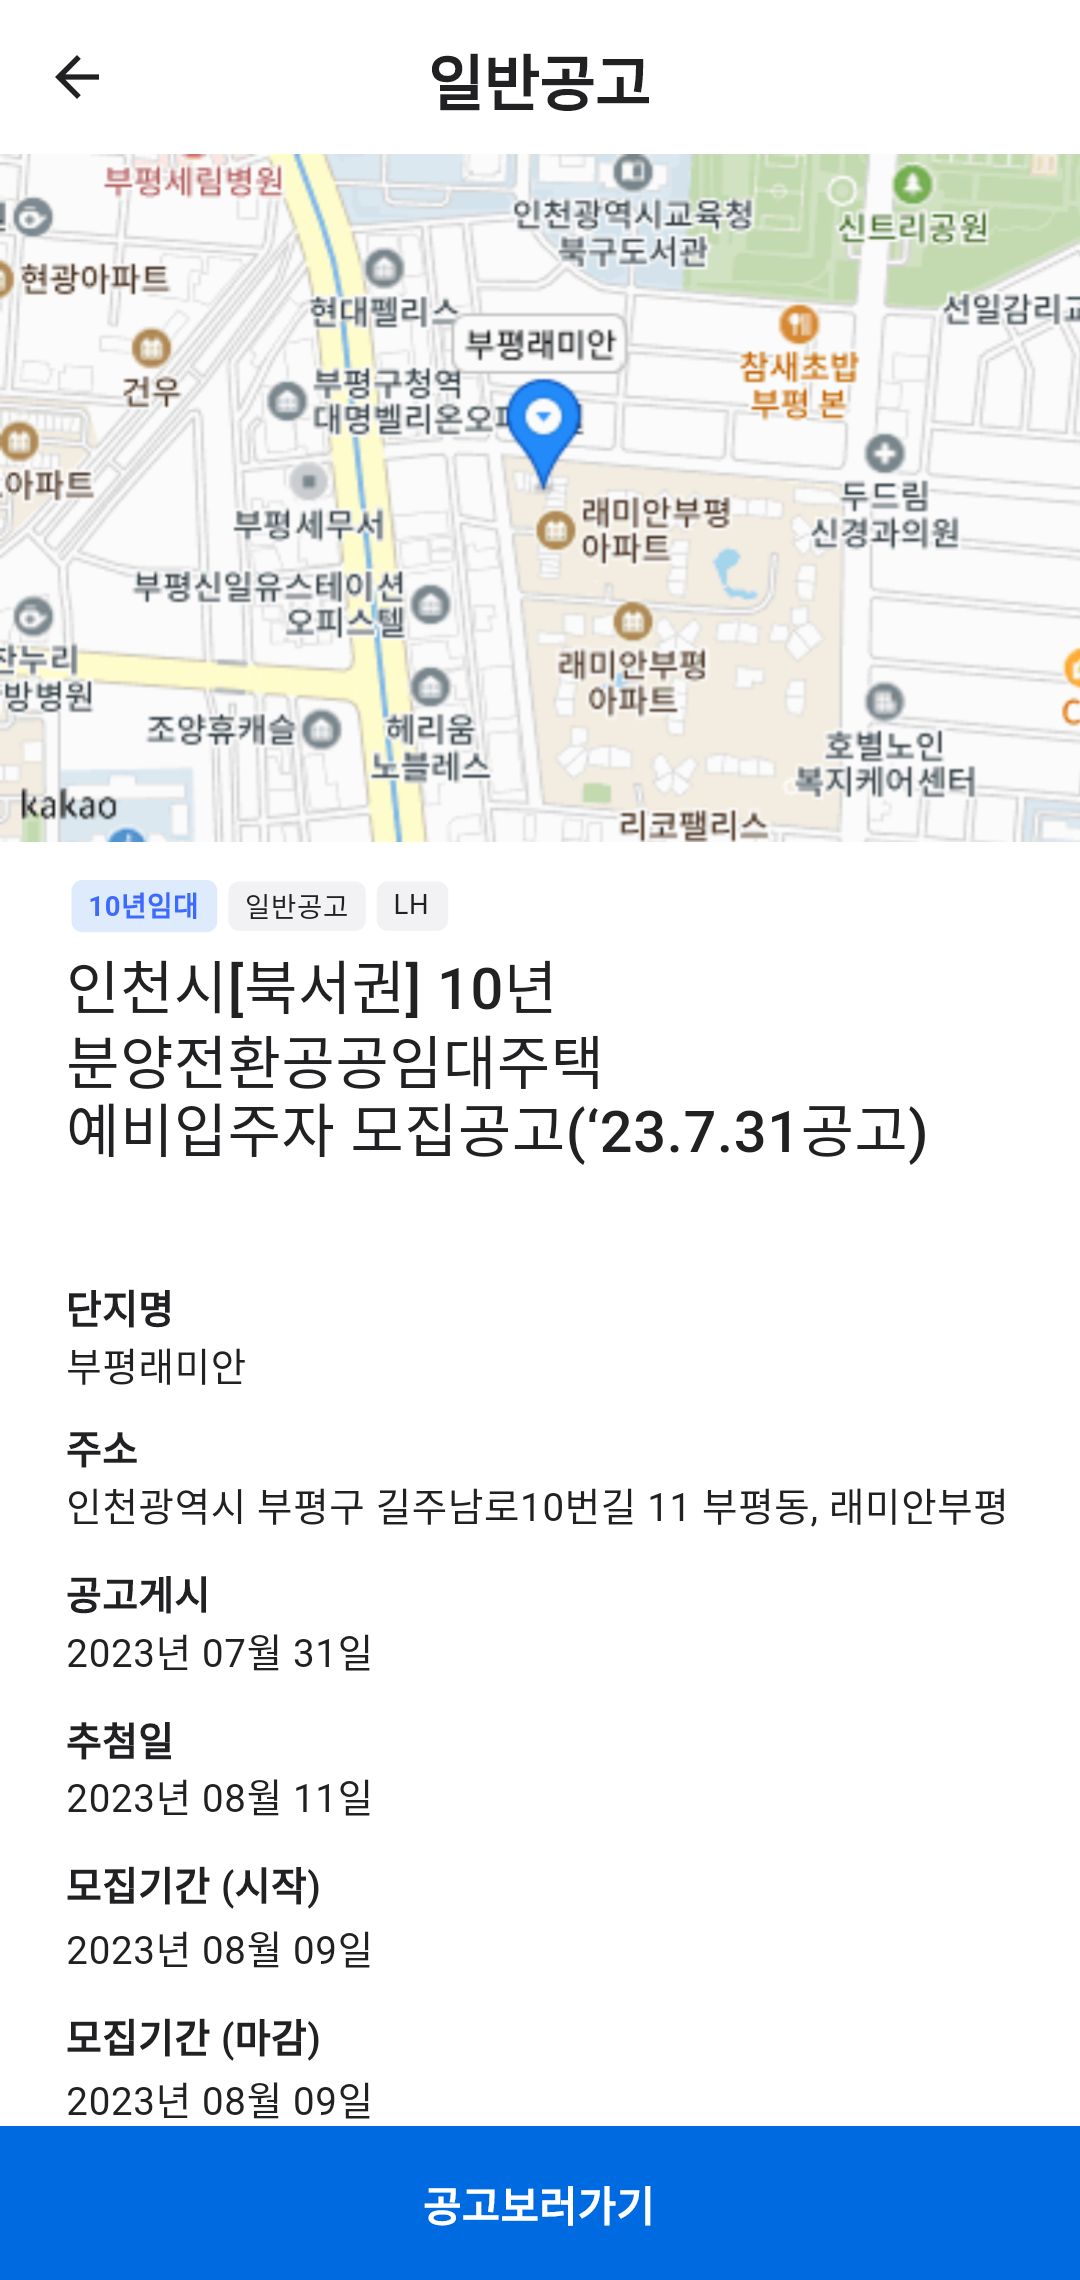 일반공고
부평세림병원
인천광역시교육청
북구도서관
신트리공원
현광아파트
현대펠리스
선일감리교
부평래미안
건우
부평구청역
대명벨리온오피
참새초밥
부평 본
아파트
부평세무서
래미안부평
아파트
두드림
신경과의원
부평신일유스테이션
오피스텔
래미안부평
아파트
잔누리
방병원
조양휴캐슬
헤리움
노블레스
호별노인
복지케어센터
kakao
리코팰리스
10년임대 일반공고 LH
인천시[북서권] 10년
분양전환공공임대주택
예비입주자 모집공고(‘23.7.31공고)
단지명
부평래미안
주소
인천광역시 부평구 길주남로10번길 11 부평동, 래미안부평
공고게시
2023년 07월 31일
추첨일
2023년 08월 11일
모집기간 (시작)
2023년 08월 09일
모집기간 (마감)
2023년 08월 09일
공고보러가기